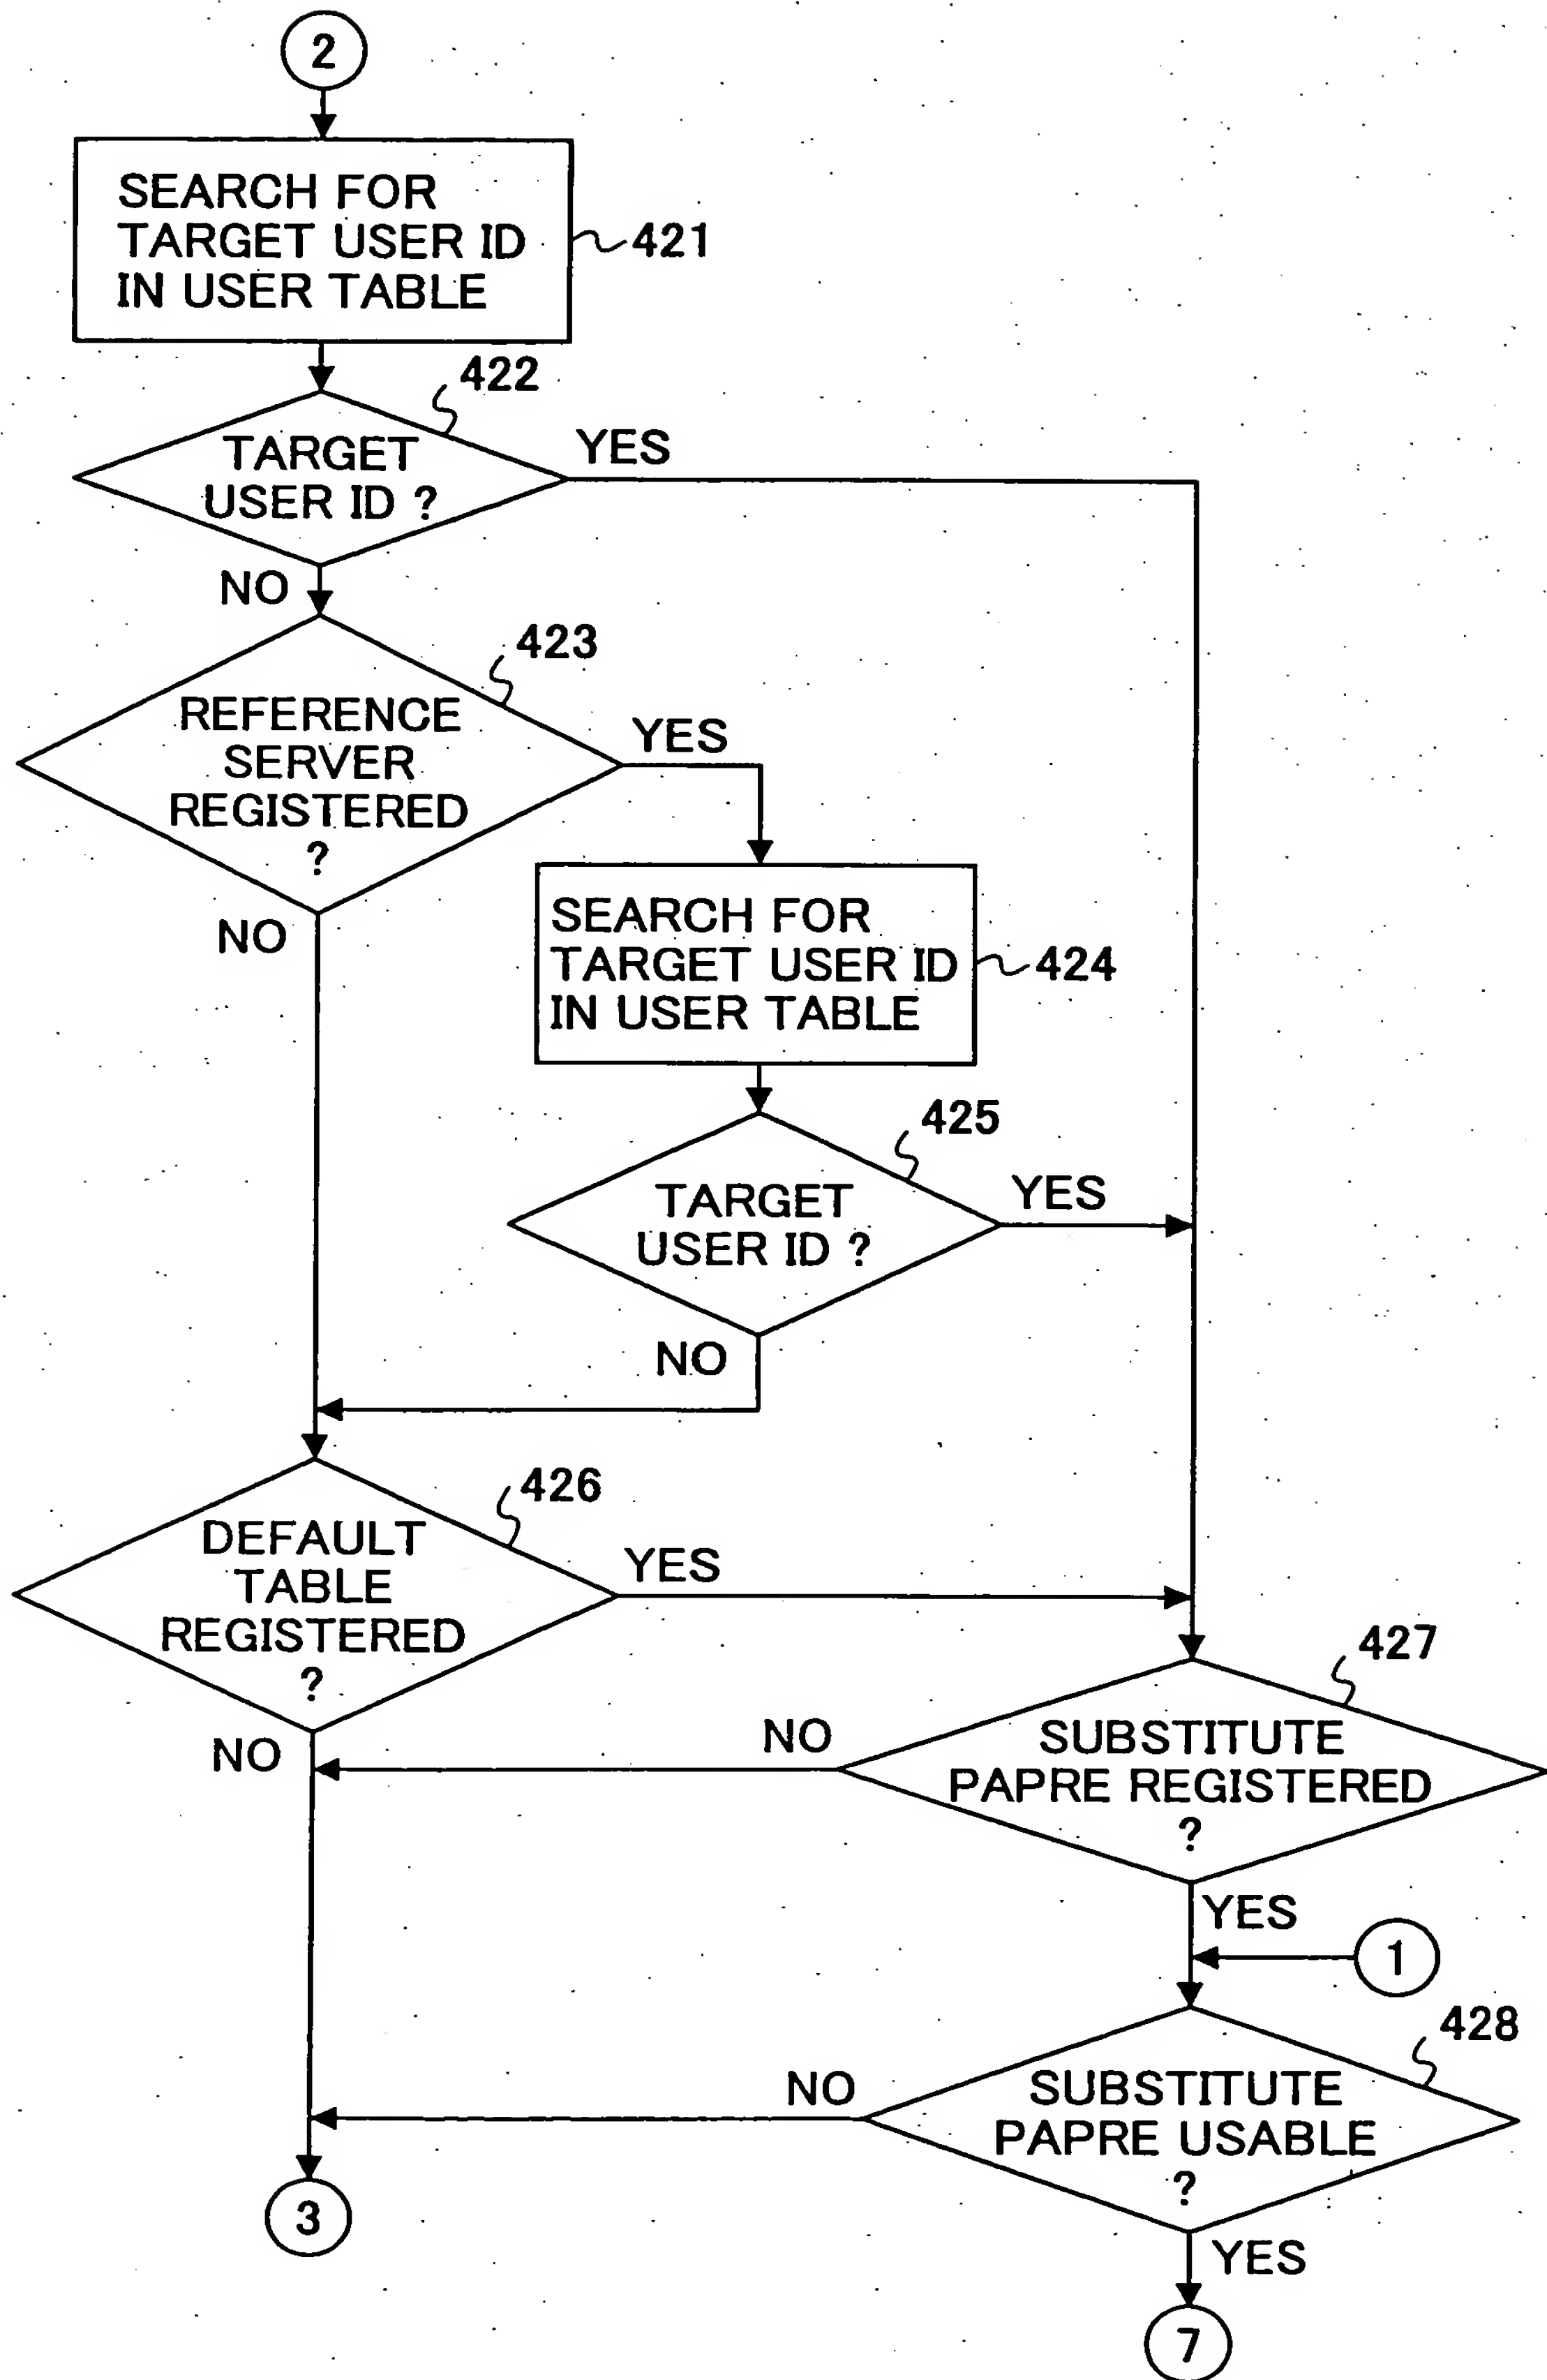 2
SEARCH FOR
TARGET USER ID
IN USER TABLE
421
422
TARGET
USER ID ?
YES
NO
423
REFERENCE
SERVER
REGISTERED
?
YES
NO
SEARCH FOR
TARGET USER ID
IN USER TABLE
424
425
TARGET
USER ID ?
YES
NO
426
DEFAULT
TABLE
REGISTERED
?
YES
NO
427
SUBSTITUTE
PAPRE REGISTERED
?
NO
YES
1
428
SUBSTITUTE
PAPRE USABLE
?
NO
YES
3
7